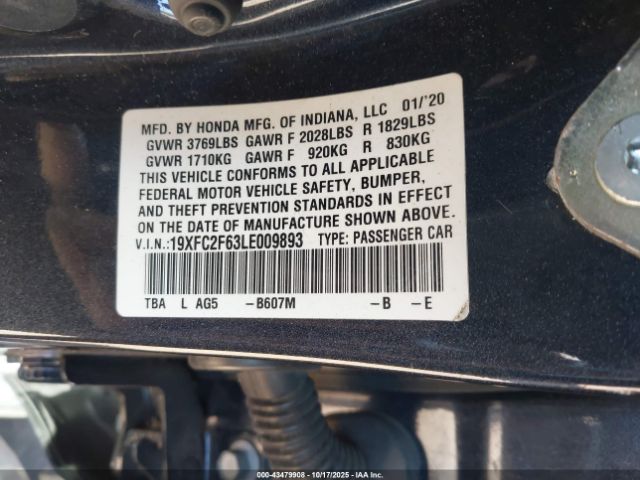 MFD. BY HONDA MFG. OF INDIANA, LLC 01/'20
GVWR 3769LBS GAWR F 2028LBS R 1829LBS
GVWR 1710KG GAWR F 920KG R 830KG
THIS VEHICLE CONFORMS TO ALL APPLICABLE
FEDERAL MOTOR VEHICLE SAFETY, BUMPER,
AND THEFT PREVENTION STANDARDS IN EFFECT
ON THE DATE OF MANUFACTURE SHOWN ABOVE.
V.I.N.:19XFC2F63LE009893 TYPE: PASSENGER CAR
TBA L AG5 -B607M -B -E
000-43479908 - 10/17/2025 - IAA Inc.